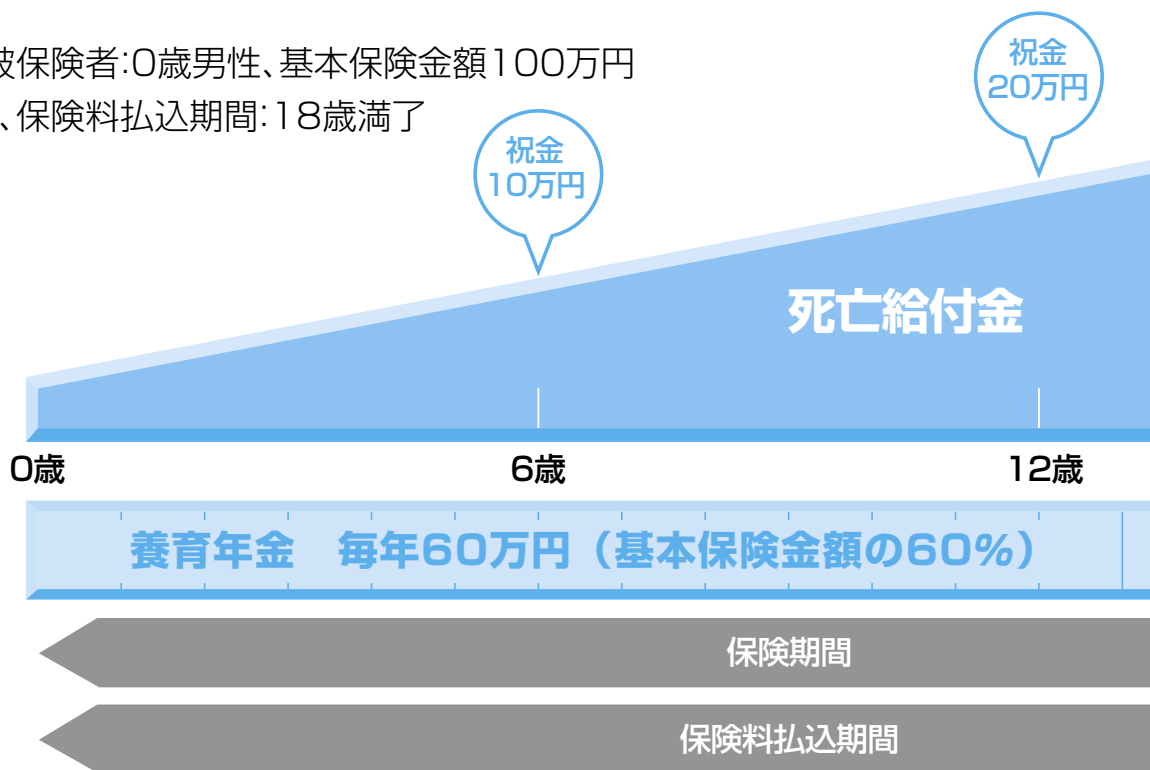 被保険者:0歳男性、基本保険金額100万円
、保険料払込期間:18歳満了
祝金
10万円
祝金
20万円
死亡給付金
0歳
6歳
12歳
養育年金 毎年60万円（基本保険金額の60%）
保険期間
保険料払込期間